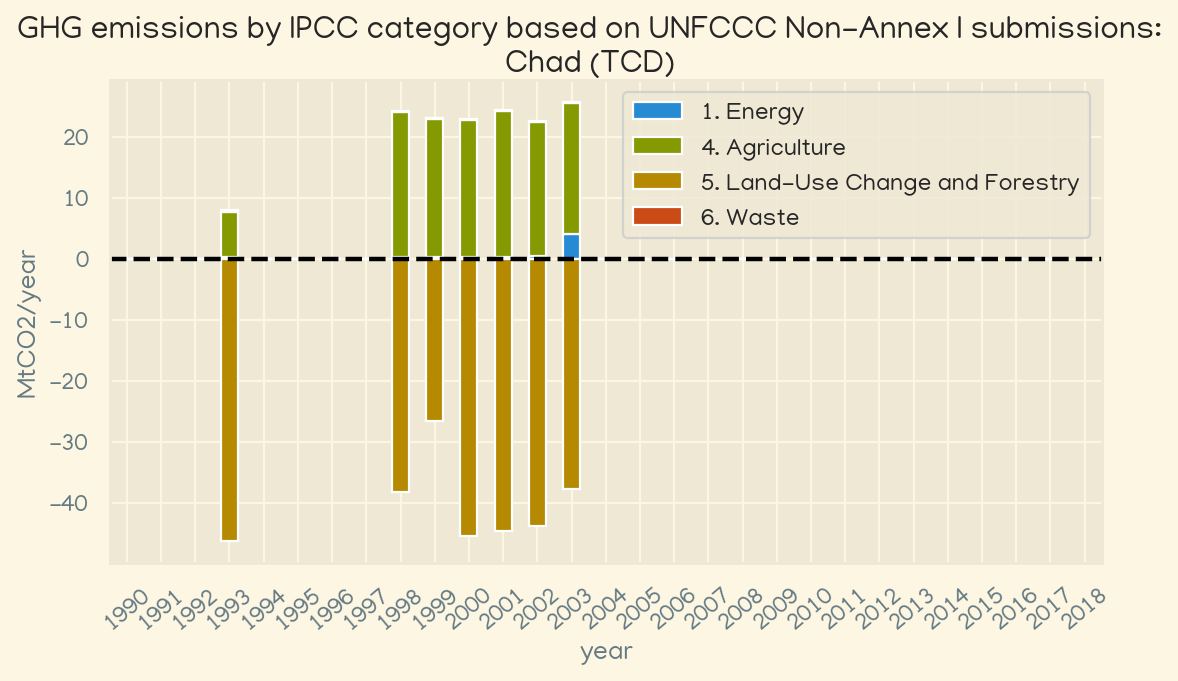 GHG emissions by IPCC category based on UNFCCC Non-Annex I submissions:
Chad (TCD)
1. Energy
4. Agriculture
5. Land-Use Change and Forestry
6. Waste
20
10
0
-10
-20
-30
-40
MtCO2/year
1990 1991 1992 1993 1994 1995 1996 1997 1998 1999 2000 2001 2002 2003 2004 2005 2006 2007 2008 2009 2010 2011 2012 2013 2014 2015 2016 2017 2018
year